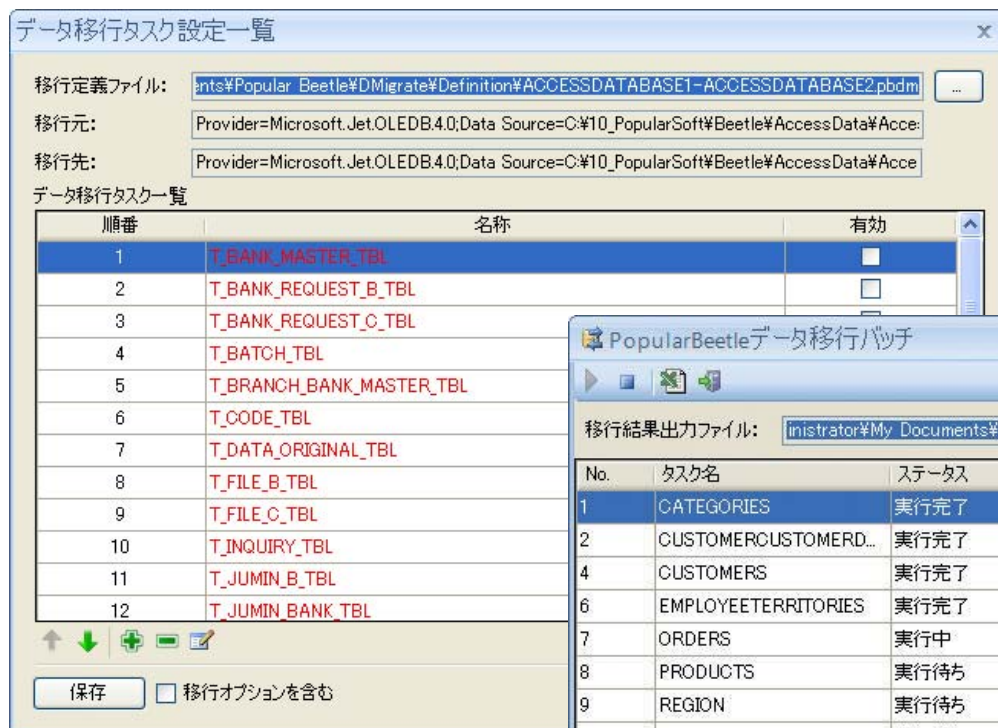 データ移行タスク設定一覧
移行定義ファイル: ents¥Popular Beetle¥DMigrate¥Definition¥ACCESSDATABASE1-ACCESSDATABASE2.pbdm ...
移行元: Provider=Microsoft.Jet.OLEDB.4.0;Data Source=C:¥10_PopularSoft¥Beetle¥AccessData¥Acce
移行先: Provider=Microsoft.Jet.OLEDB.4.0;Data Source=C:¥10_PopularSoft¥Beetle¥AccessData¥Acce
データ移行タスク一覧
順番 名称 有効
1 T_BANK_MASTER_TBL
2 T_BANK_REQUEST_B_TBL
3 T_BANK_REQUEST_C_TBL
4 T_BATCH_TBL
5 T_BRANCH_BANK_MASTER_TBL
6 T_CODE_TBL
7 T_DATA_ORIGINAL_TBL
8 T_FILE_B_TBL
9 T_FILE_C_TBL
10 T_INQUIRY_TBL
11 T_JUMIN_B_TBL
12 T_JUMIN_BANK_TBL
保存 移行オプションを含む
PopularBeetleデータ移行バッチ
移行結果出力ファイル: inistrator¥My Documents¥
No. タスク名 ステータス
1 CATEGORIES 実行完了
2 CUSTOMERCUSTOMERD... 実行完了
4 CUSTOMERS 実行完了
6 EMPLOYEETERRITORIES 実行完了
7 ORDERS 実行中
8 PRODUCTS 実行待ち
9 REGION 実行待ち